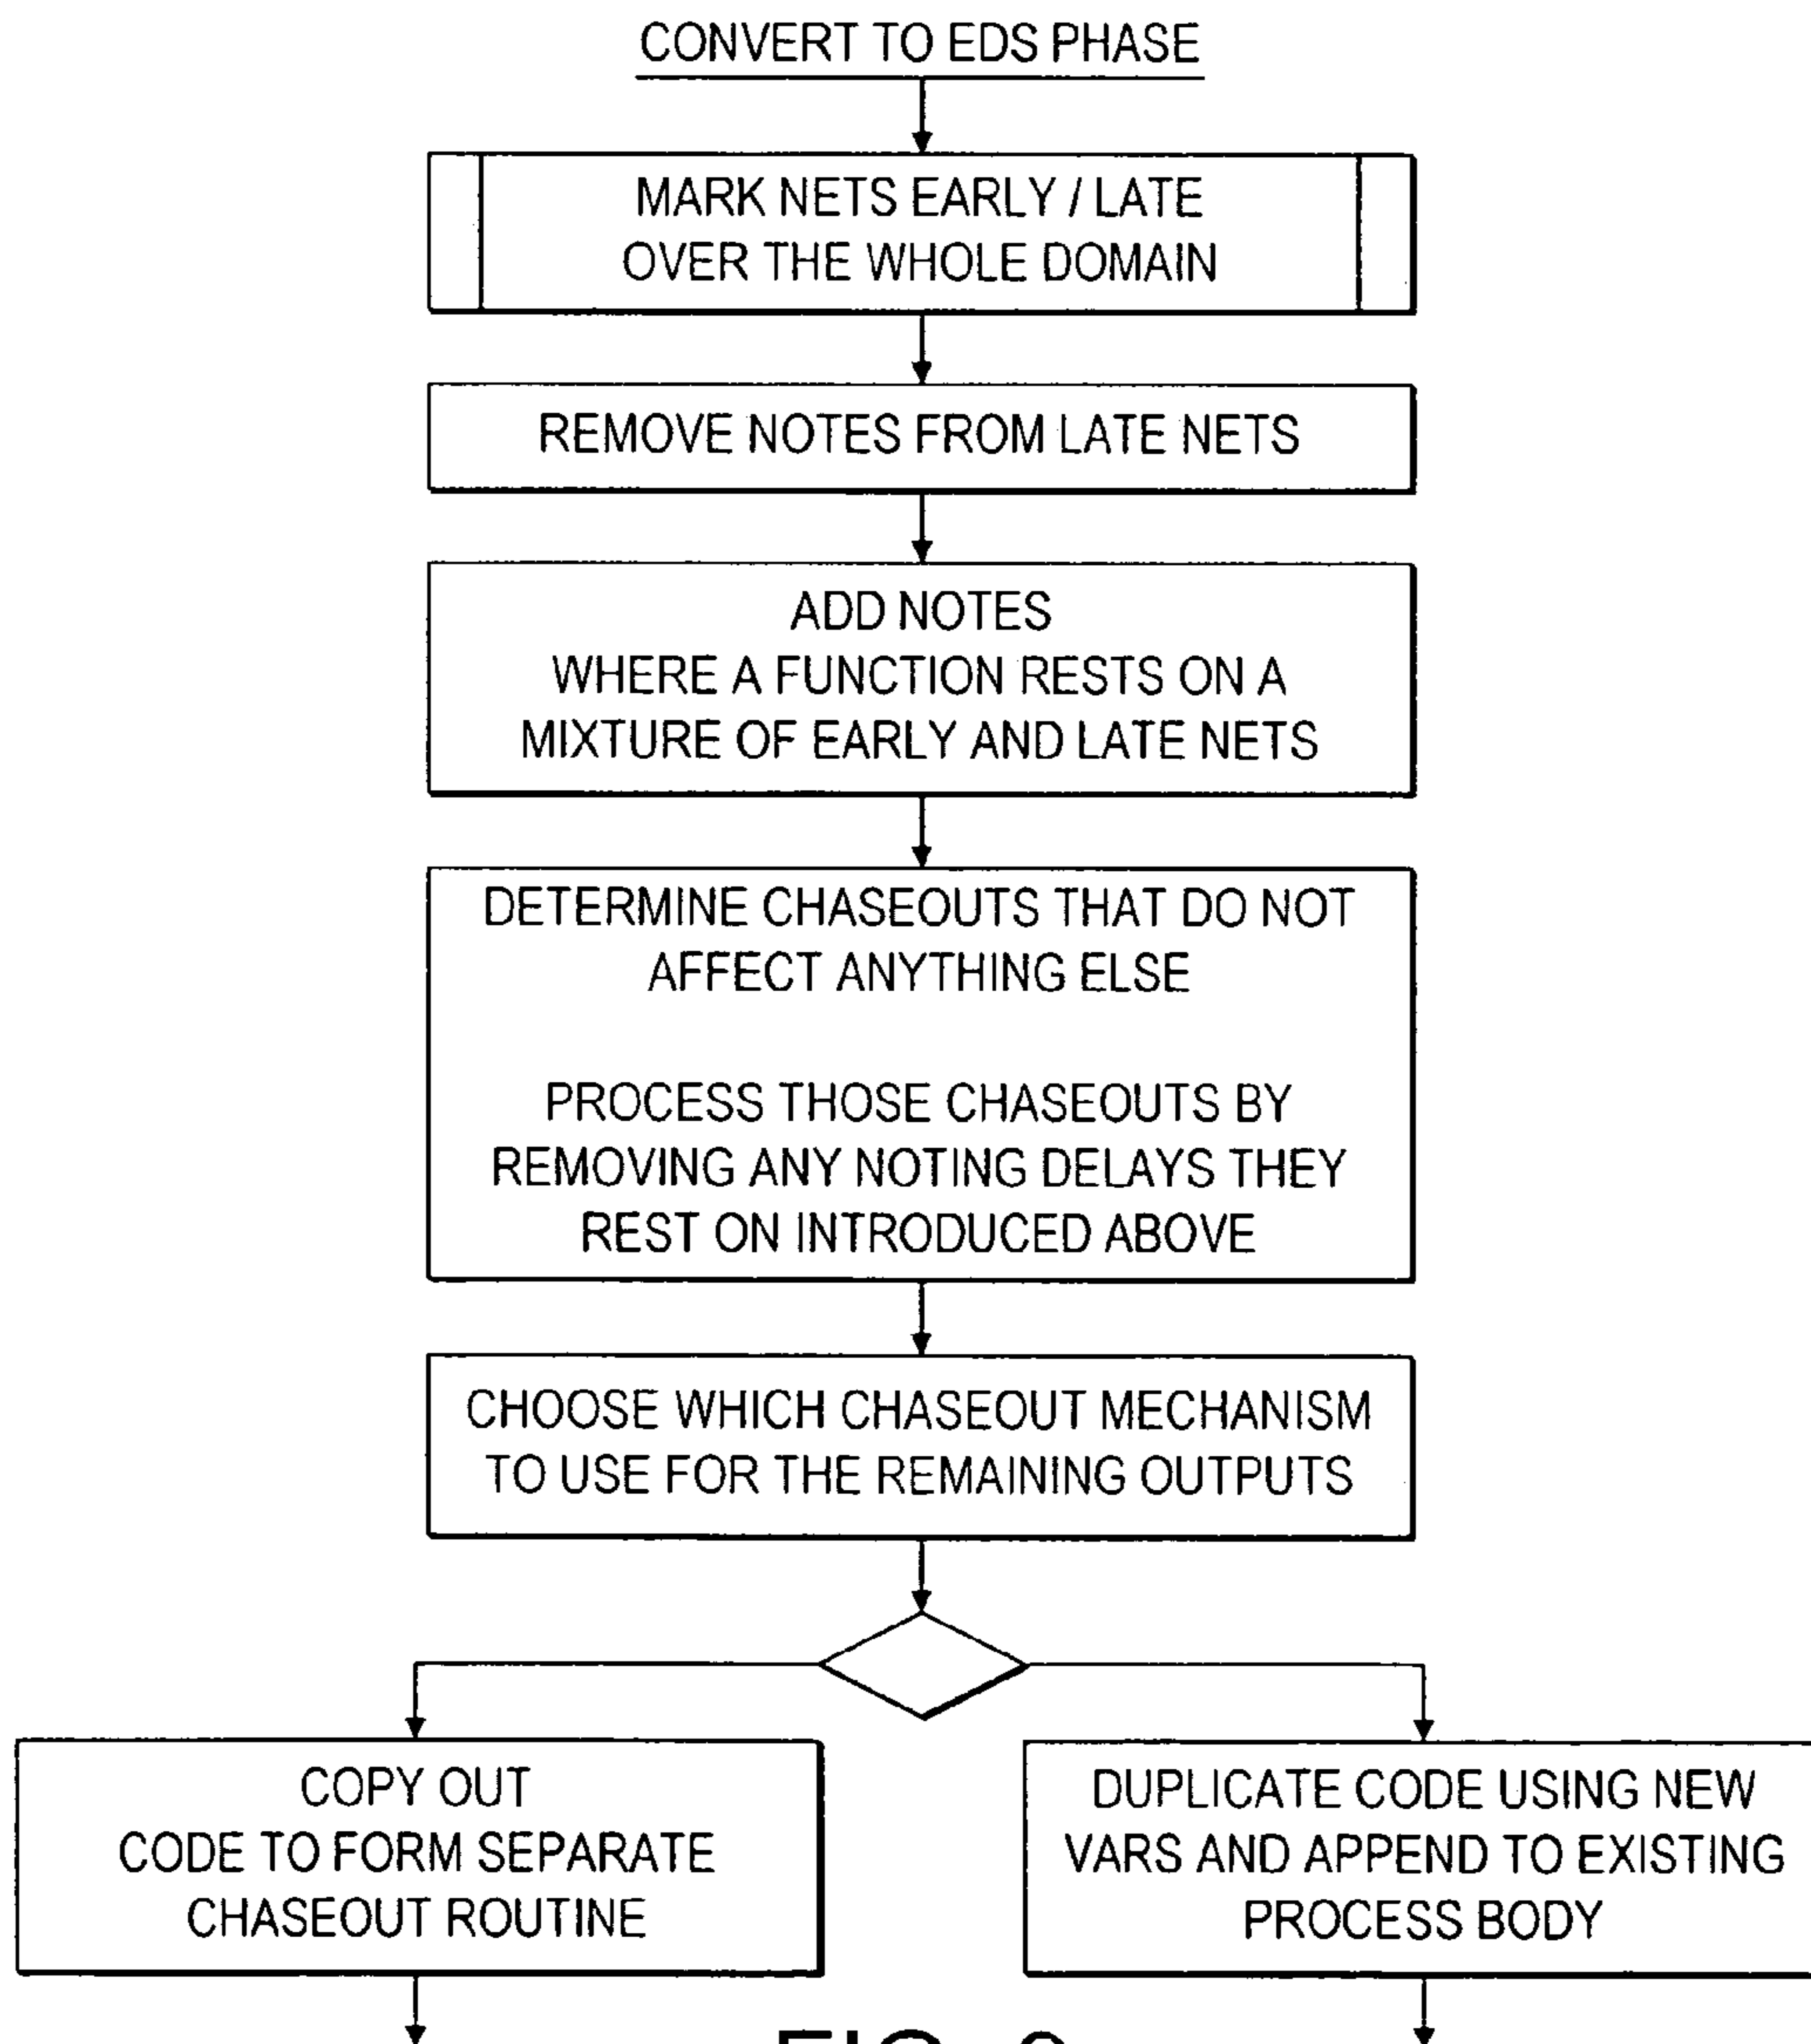 CONVERT TO EDS PHASE
MARK NETS EARLY / LATE
OVER THE WHOLE DOMAIN
REMOVE NOTES FROM LATE NETS
ADD NOTES
WHERE A FUNCTION RESTS ON A
MIXTURE OF EARLY AND LATE NETS
DETERMINE CHASEOUTS THAT DO NOT
AFFECT ANYTHING ELSE
PROCESS THOSE CHASEOUTS BY
REMOVING ANY NOTING DELAYS THEY
REST ON INTRODUCED ABOVE
CHOOSE WHICH CHASEOUT MECHANISM
TO USE FOR THE REMAINING OUTPUTS
COPY OUT
CODE TO FORM SEPARATE
CHASEOUT ROUTINE
DUPLICATE CODE USING NEW
VARS AND APPEND TO EXISTING
PROCESS BODY
FIG.